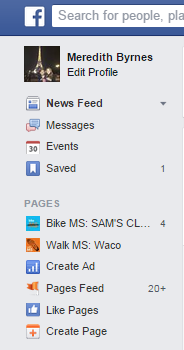 f Search for people, pla
Meredith Byrnes
Edit Profile
News Feed
Messages
30 Events
Saved 1
PAGES
Bike MS: SAM'S CL... 4
Walk MS: Waco
Create Ad
Pages Feed 20+
Like Pages
Create Page